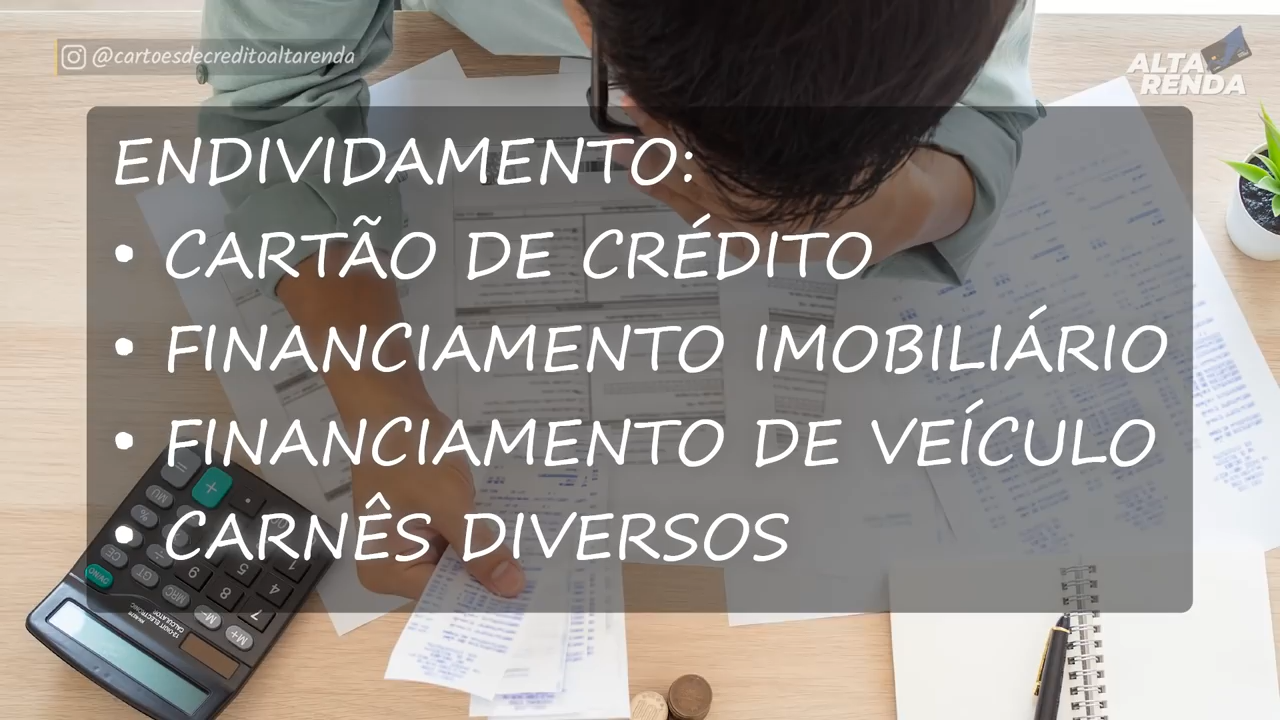 @cartoesdecreditoaltarenda
ALTA
RENDA
ENDIVIDAMENTO:
• CARTÃO DE CRÉDITO
• FINANCIAMENTO IMOBILIÁRIO
• FINANCIAMENTO DE VEÍCULO
• CARNÊS DIVERSOS